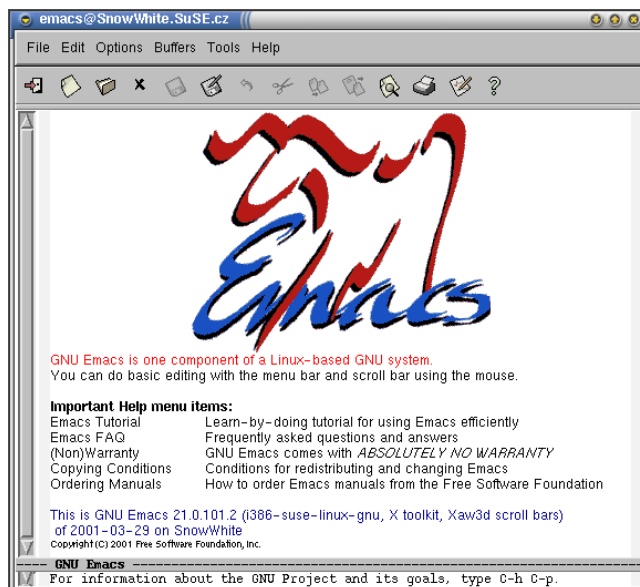 emacs@SnowWhite.SuSE.cz
File Edit Options Buffers Tools Help
Emacs
GNU Emacs is one component of a Linux-based GNU system.
You can do basic editing with the menu bar and scroll bar using the mouse.
Important Help menu items:
Emacs Tutorial Learn-by-doing tutorial for using Emacs efficiently
Emacs FAQ Frequently asked questions and answers
(Non)Warranty GNU Emacs comes with ABSOLUTELY NO WARRANTY
Copying Conditions Conditions for redistributing and changing Emacs
Ordering Manuals How to order Emacs manuals from the Free Software Foundation
This is GNU Emacs 21.0.101.2 (i386-suse-linux-gnu, X toolkit, Xaw3d scroll bars)
of 2001-03-29 on SnowWhite
Copyright (C) 2001 Free Software Foundation, Inc.
GNU Emacs
For information about the GNU Project and its goals, type C-h C-p.